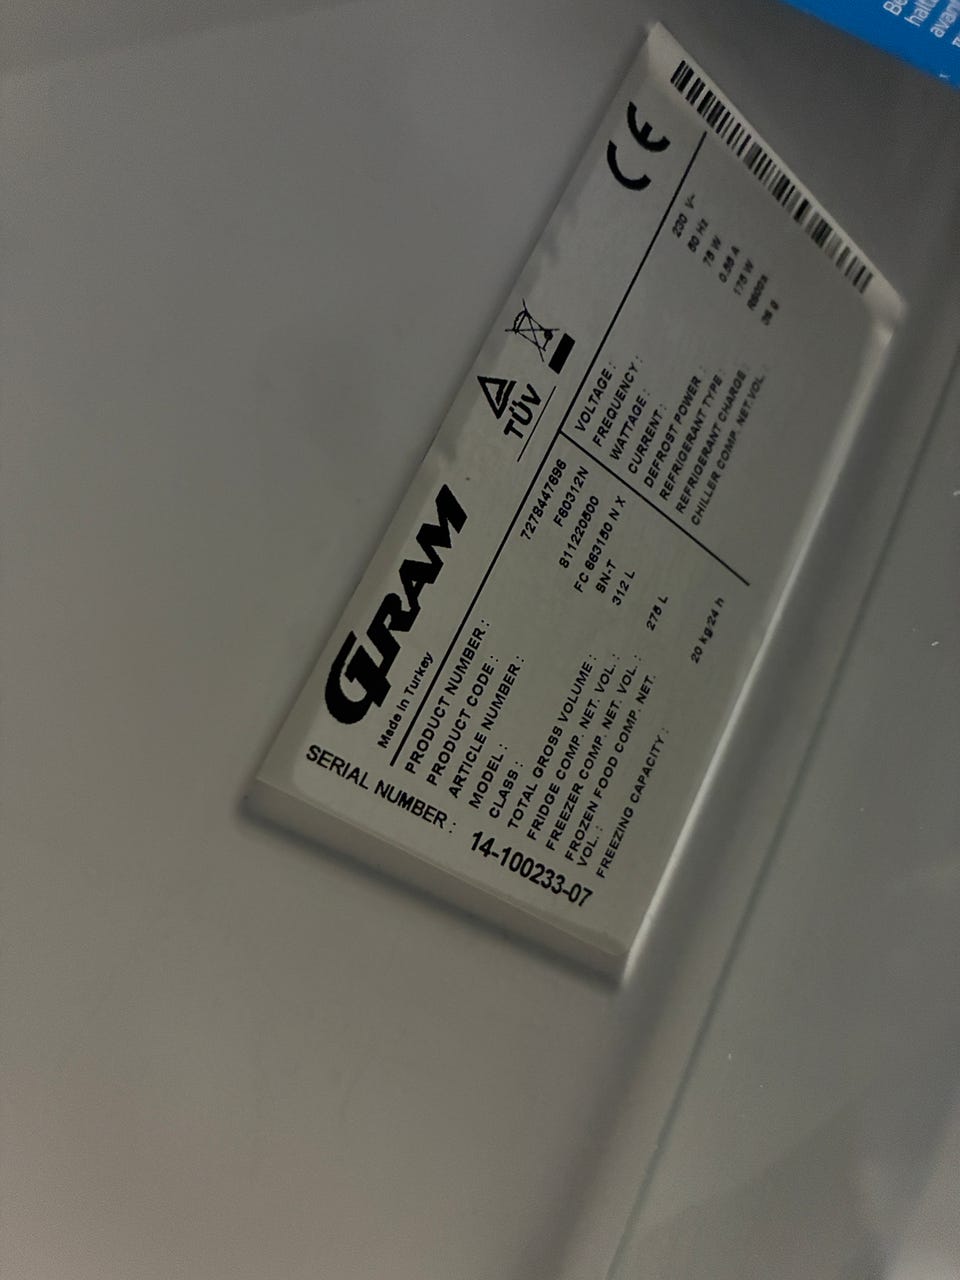 GRAM
TÜV
CE
Made in Turkey
PRODUCT NUMBER : 7278447696
PRODUCT CODE : F60312N
ARTICLE NUMBER : 811220500
MODEL : FC 663150 N X
CLASS : SN-T
TOTAL GROSS VOLUME : 312 L
FRIDGE COMP. NET. VOL. :
FREEZER COMP. NET. VOL. : 275 L
FROZEN FOOD COMP. NET.
VOL. :
FREEZING CAPACITY : 20 kg/24 h
VOLTAGE : 230 V~
FREQUENCY : 50 Hz
WATTAGE : 75 W
CURRENT :
DEFROST POWER : 175 W
REFRIGERANT TYPE : R600a
REFRIGERANT CHARGE :
CHILLER COMP. NET.VOL. :
SERIAL NUMBER : 14-100233-07